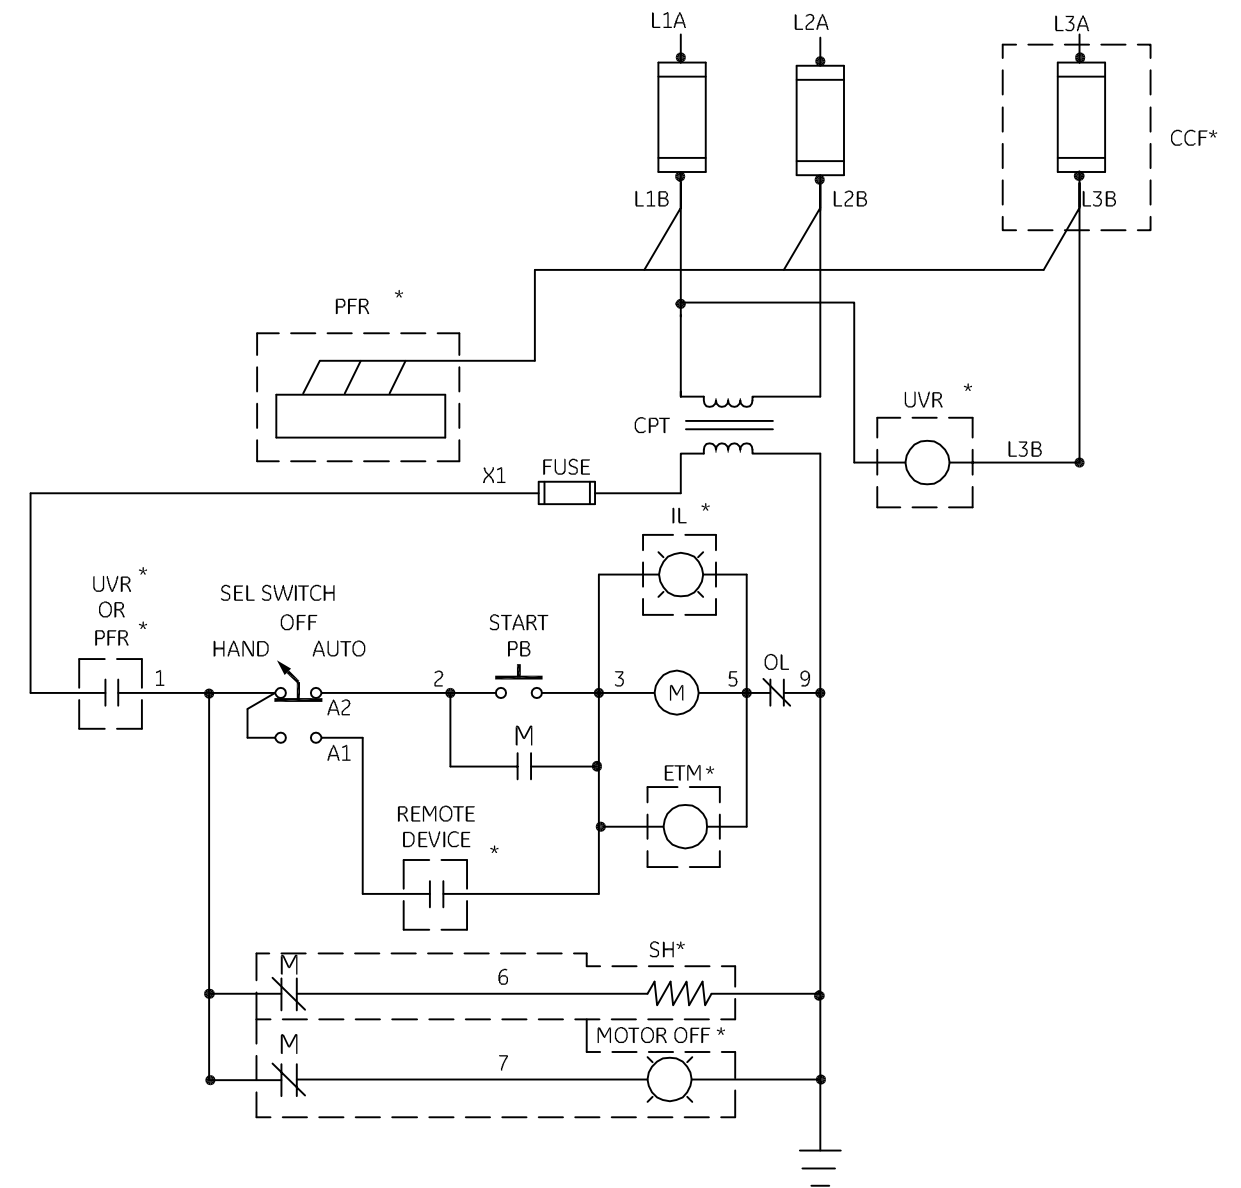 L1A
L2A
L3A
CCF*
L1B
L2B
L3B
PFR *
UVR *
CPT
L3B
X1
FUSE
IL *
UVR *
OR
PFR *
SEL SWITCH
OFF
HAND
AUTO
START
PB
1
2
3
M
5
OL
9
A2
M
A1
ETM*
REMOTE
DEVICE *
SH*
M
6
MOTOR OFF *
M
7